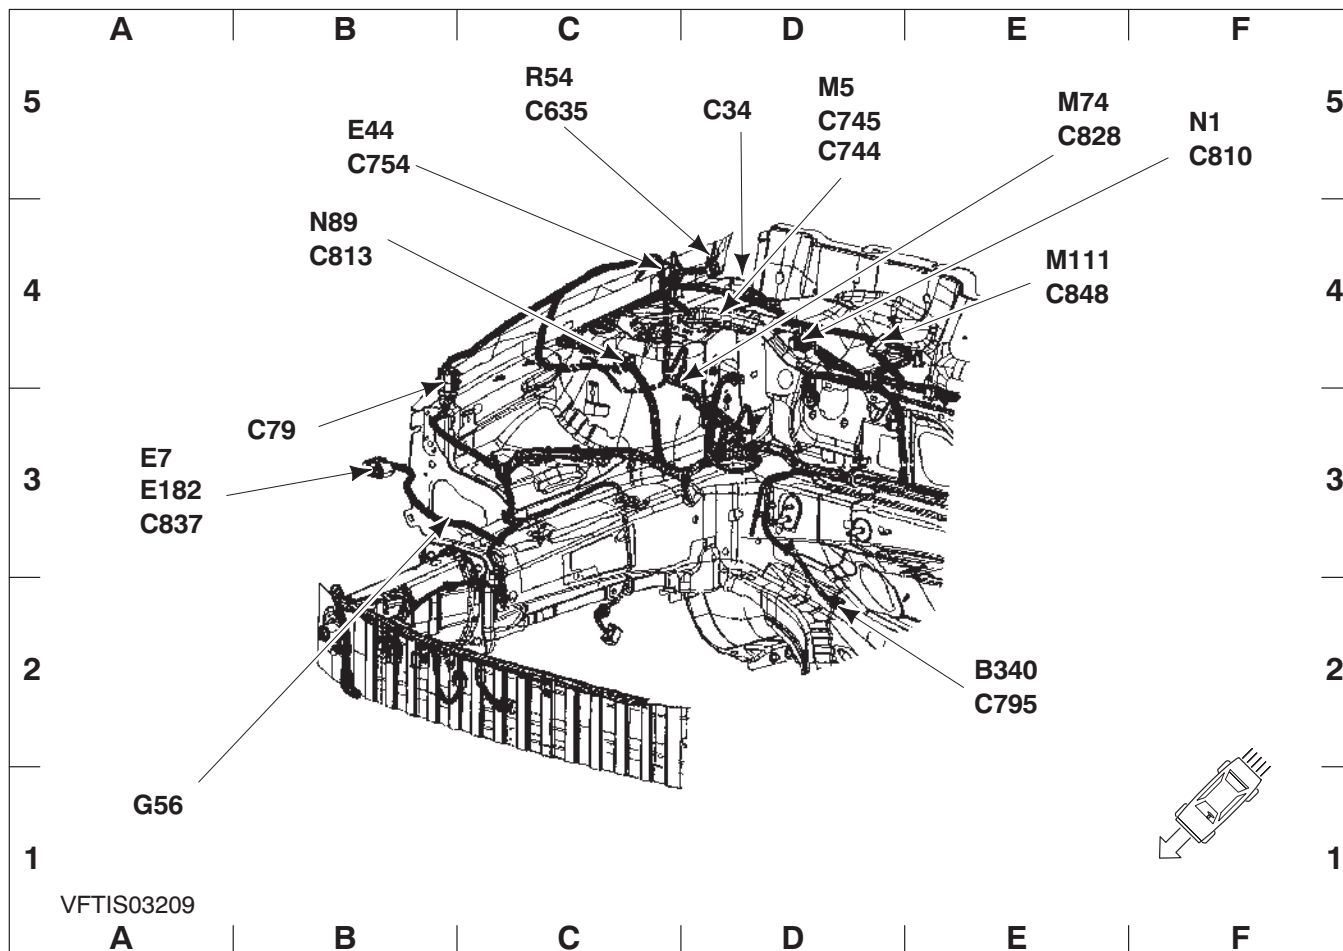 A B C D E F
5 5
R54
C635
C34
M5
C745
C744
M74
C828
N1
C810
E44
C754
N89
C813
4 4
M111
C848
C79
E7
E182
C837
3 3
2 2
B340
C795
G56
1 1
VFTIS03209
A B C D E F